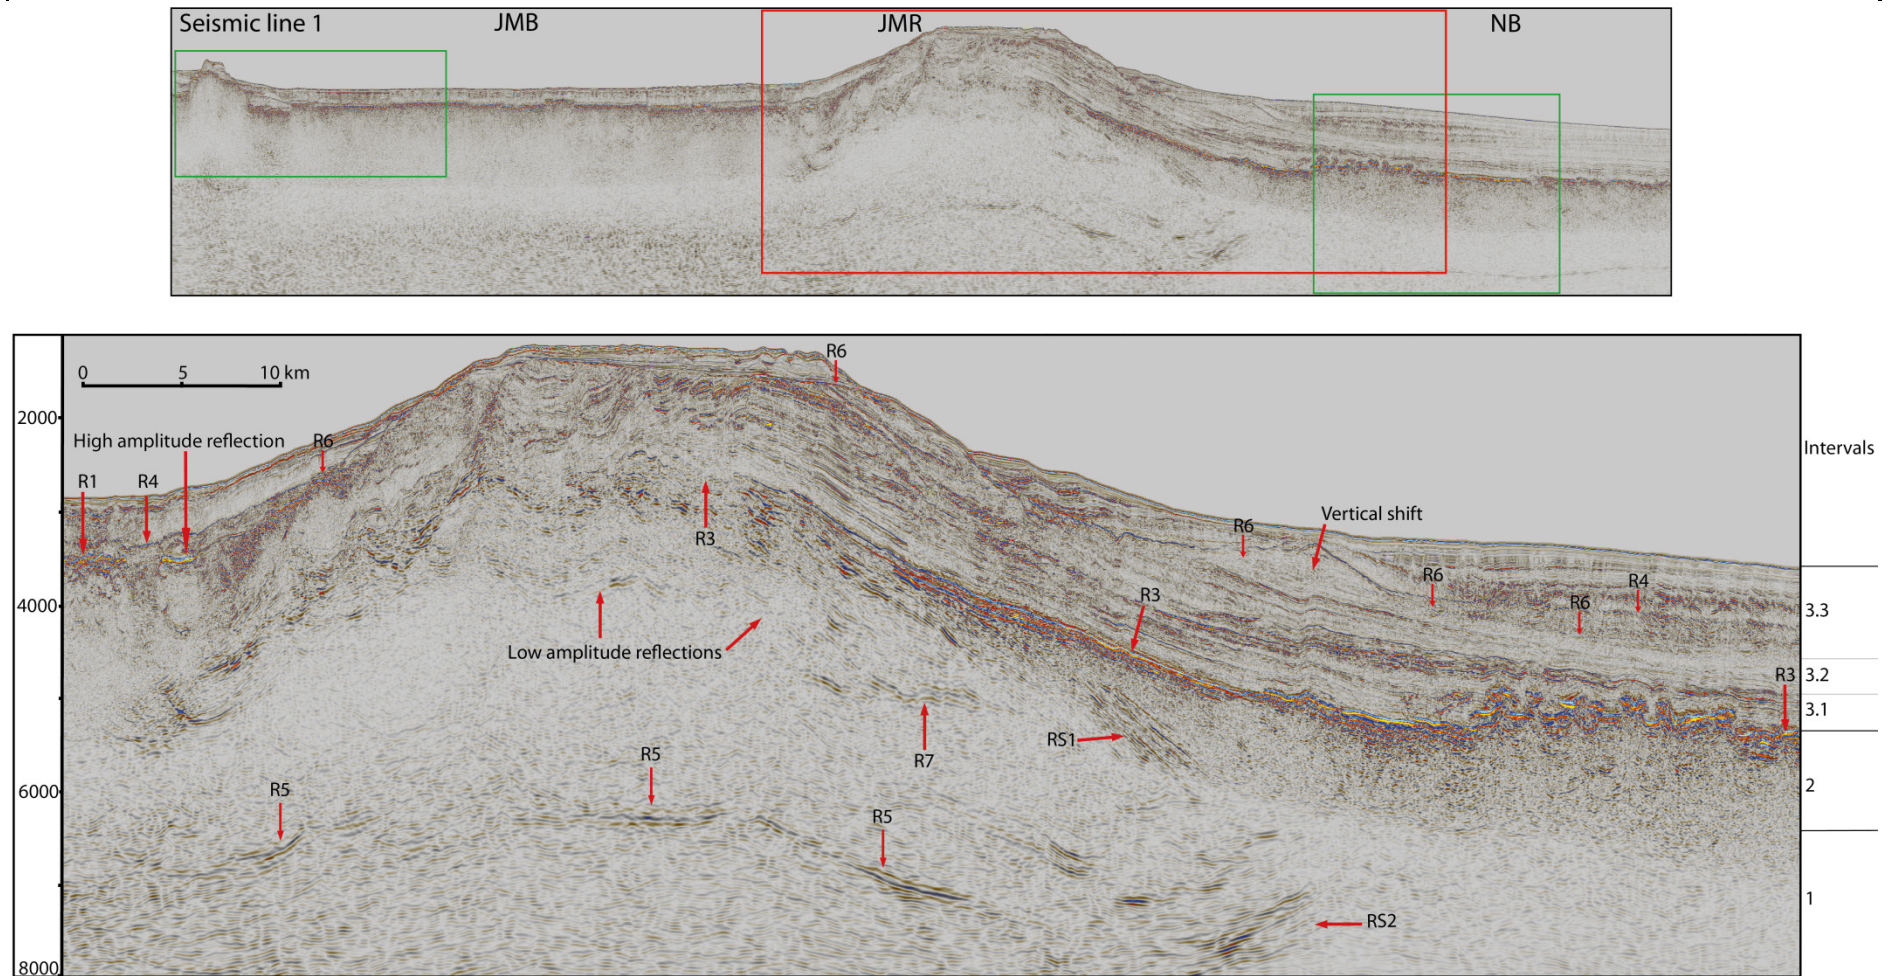 Seismic line 1
JMB
JMR
NB
0
5
10 km
R6
2000
High amplitude reflection
R6
Intervals
R1
R4
R3
Vertical shift
R6
R6
R4
R6
R3
4000
3.3
Low amplitude reflections
R3
3.2
3.1
RS1
R7
R5
R5
6000
2
R5
1
RS2
8000